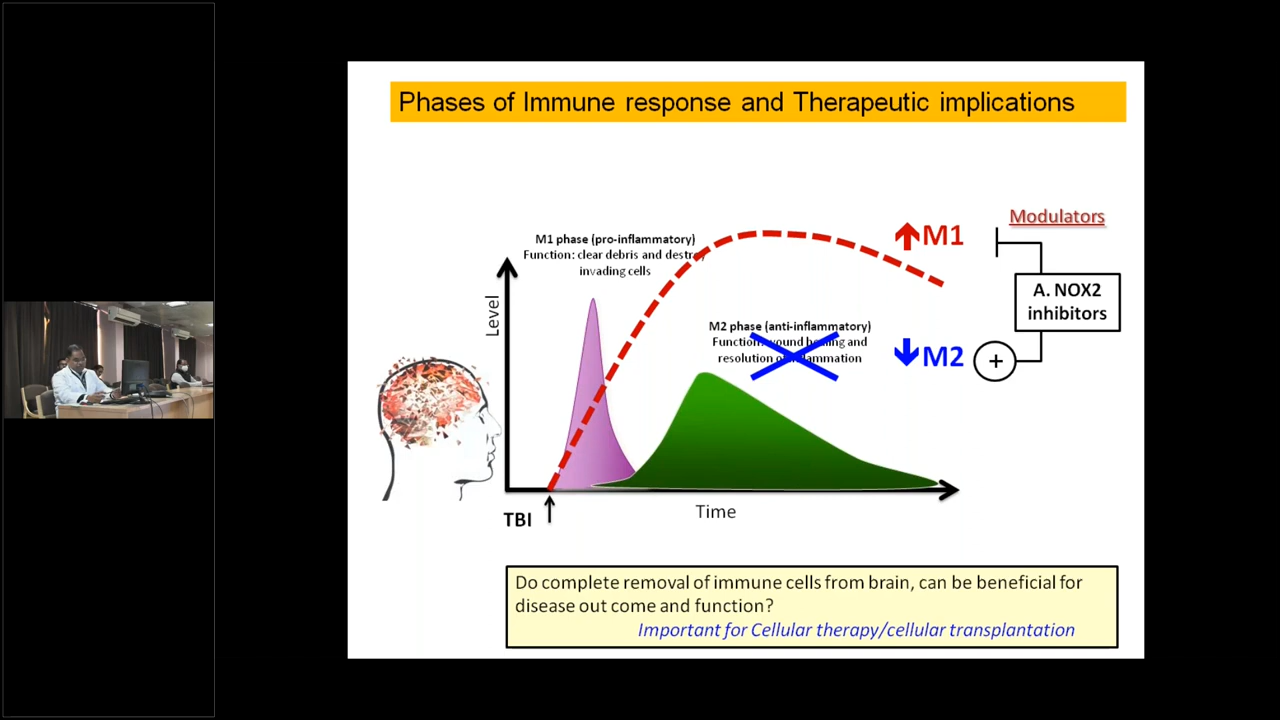 Phases of Immune response and Therapeutic implications
Modulators
M1 phase (pro-inflammatory)
Function: clear debris and destroy
invading cells
M1
A. NOX2
inhibitors
Level
M2 phase (anti-inflammatory)
Function: wound healing and
resolution of inflammation
M2
+
TBI
Time
Do complete removal of immune cells from brain, can be beneficial for
disease out come and function?
Important for Cellular therapy/cellular transplantation